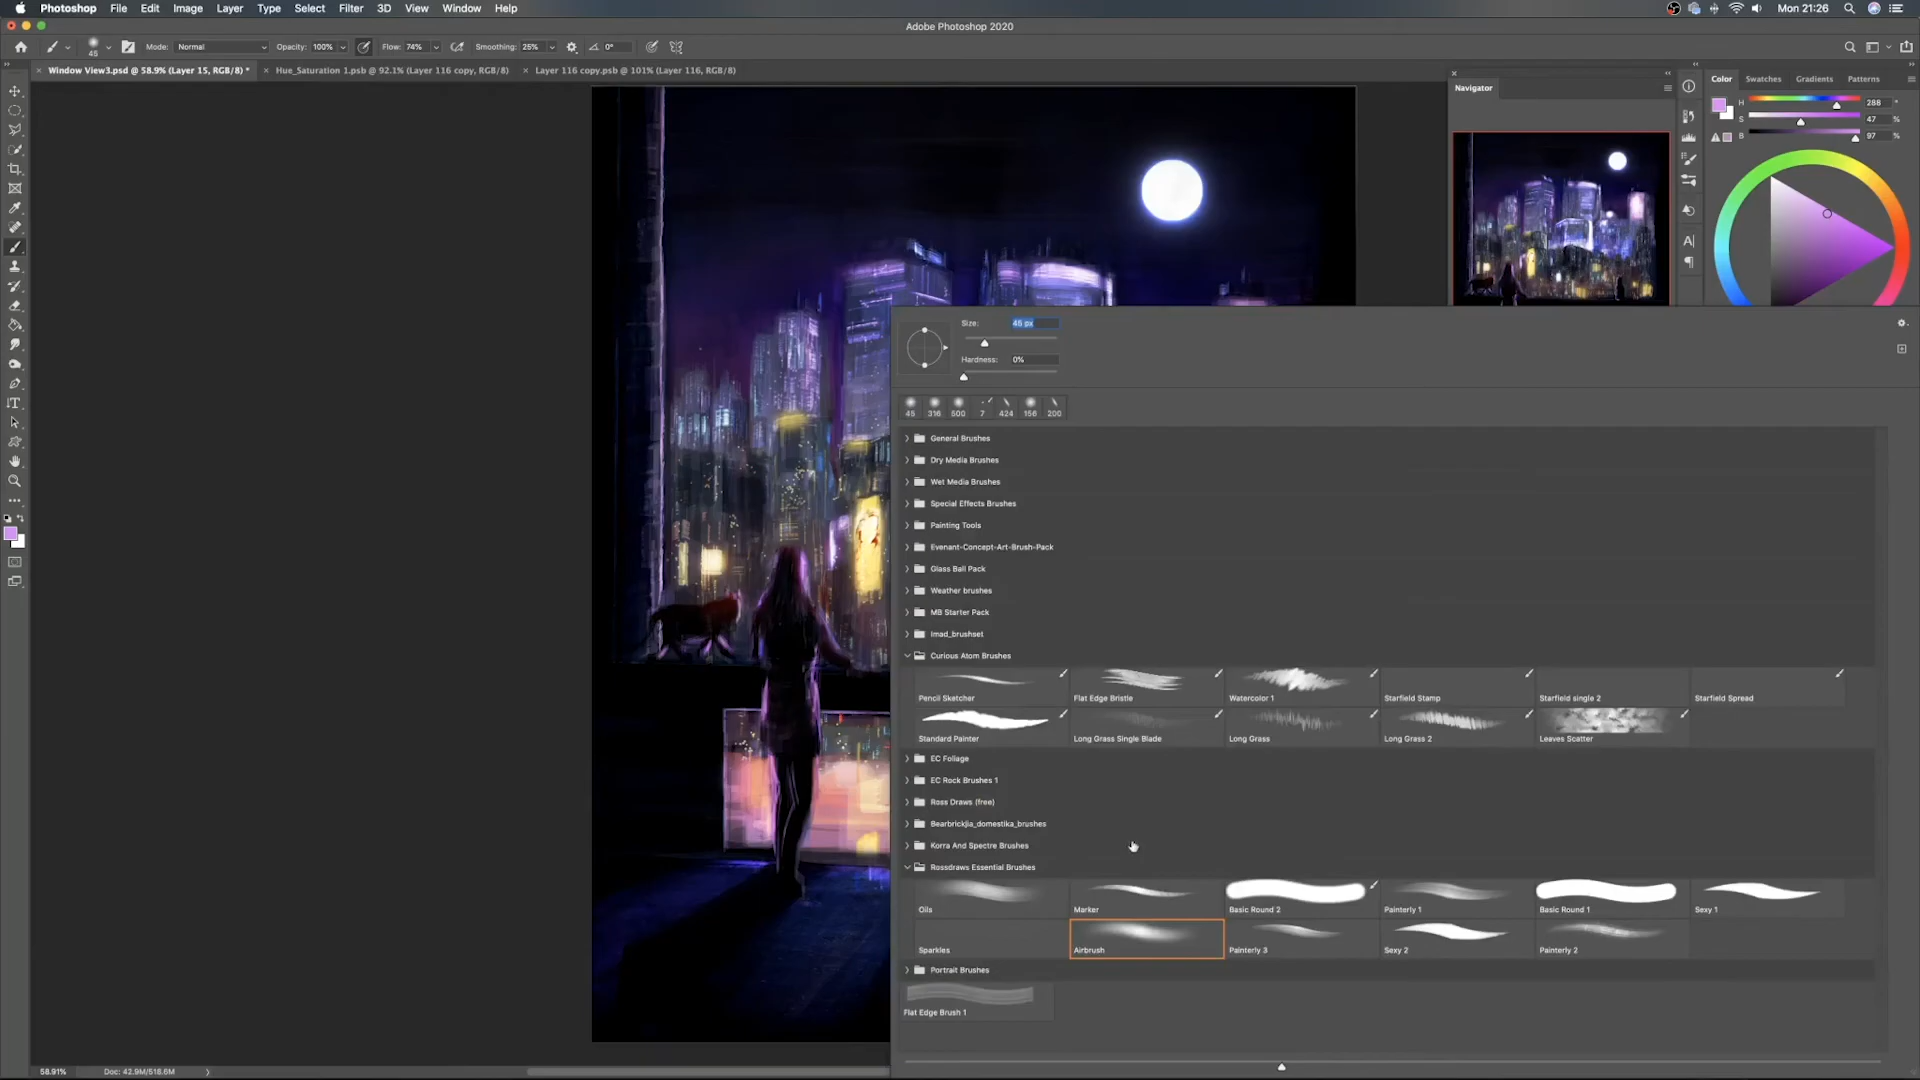 Photoshop File Edit Image Layer Type Select Filter 3D View Window Help Mon 21:26
Adobe Photoshop 2020
45 Mode: Normal Opacity: 100% Flow: 74% Smoothing: 25% 0°
Window View3.psd @ 58.9% (Layer 15, RGB/8) * Hue_Saturation 1.psb @ 92.1% (Layer 116 copy, RGB/8) Layer 116 copy.psb @ 101% (Layer 116, RGB/8)
Navigator
Color Swatches Gradients Patterns
H 288 °
S 47 %
B 97 %
Size: 45 px
Hardness: 0%
45 316 500 7 424 156 200
General Brushes
Dry Media Brushes
Wet Media Brushes
Special Effects Brushes
Painting Tools
Evenant-Concept-Art-Brush-Pack
Glass Ball Pack
Weather brushes
MB Starter Pack
Imad_brushset
Curious Atom Brushes
Pencil Sketcher Flat Edge Bristle Watercolor 1 Starfield Stamp Starfield single 2 Starfield Spread
Standard Painter Long Grass Single Blade Long Grass Long Grass 2 Leaves Scatter
EC Foliage
EC Rock Brushes 1
Ross Draws (free)
Bearbrickjia_domestika_brushes
Korra And Spectre Brushes
Rossdraws Essential Brushes
Oils Marker Basic Round 2 Painterly 1 Basic Round 1 Sexy 1
Sparkles Airbrush Painterly 3 Sexy 2 Painterly 2
Portrait Brushes
Flat Edge Brush 1
58.91% Doc: 42.9M/518.6M